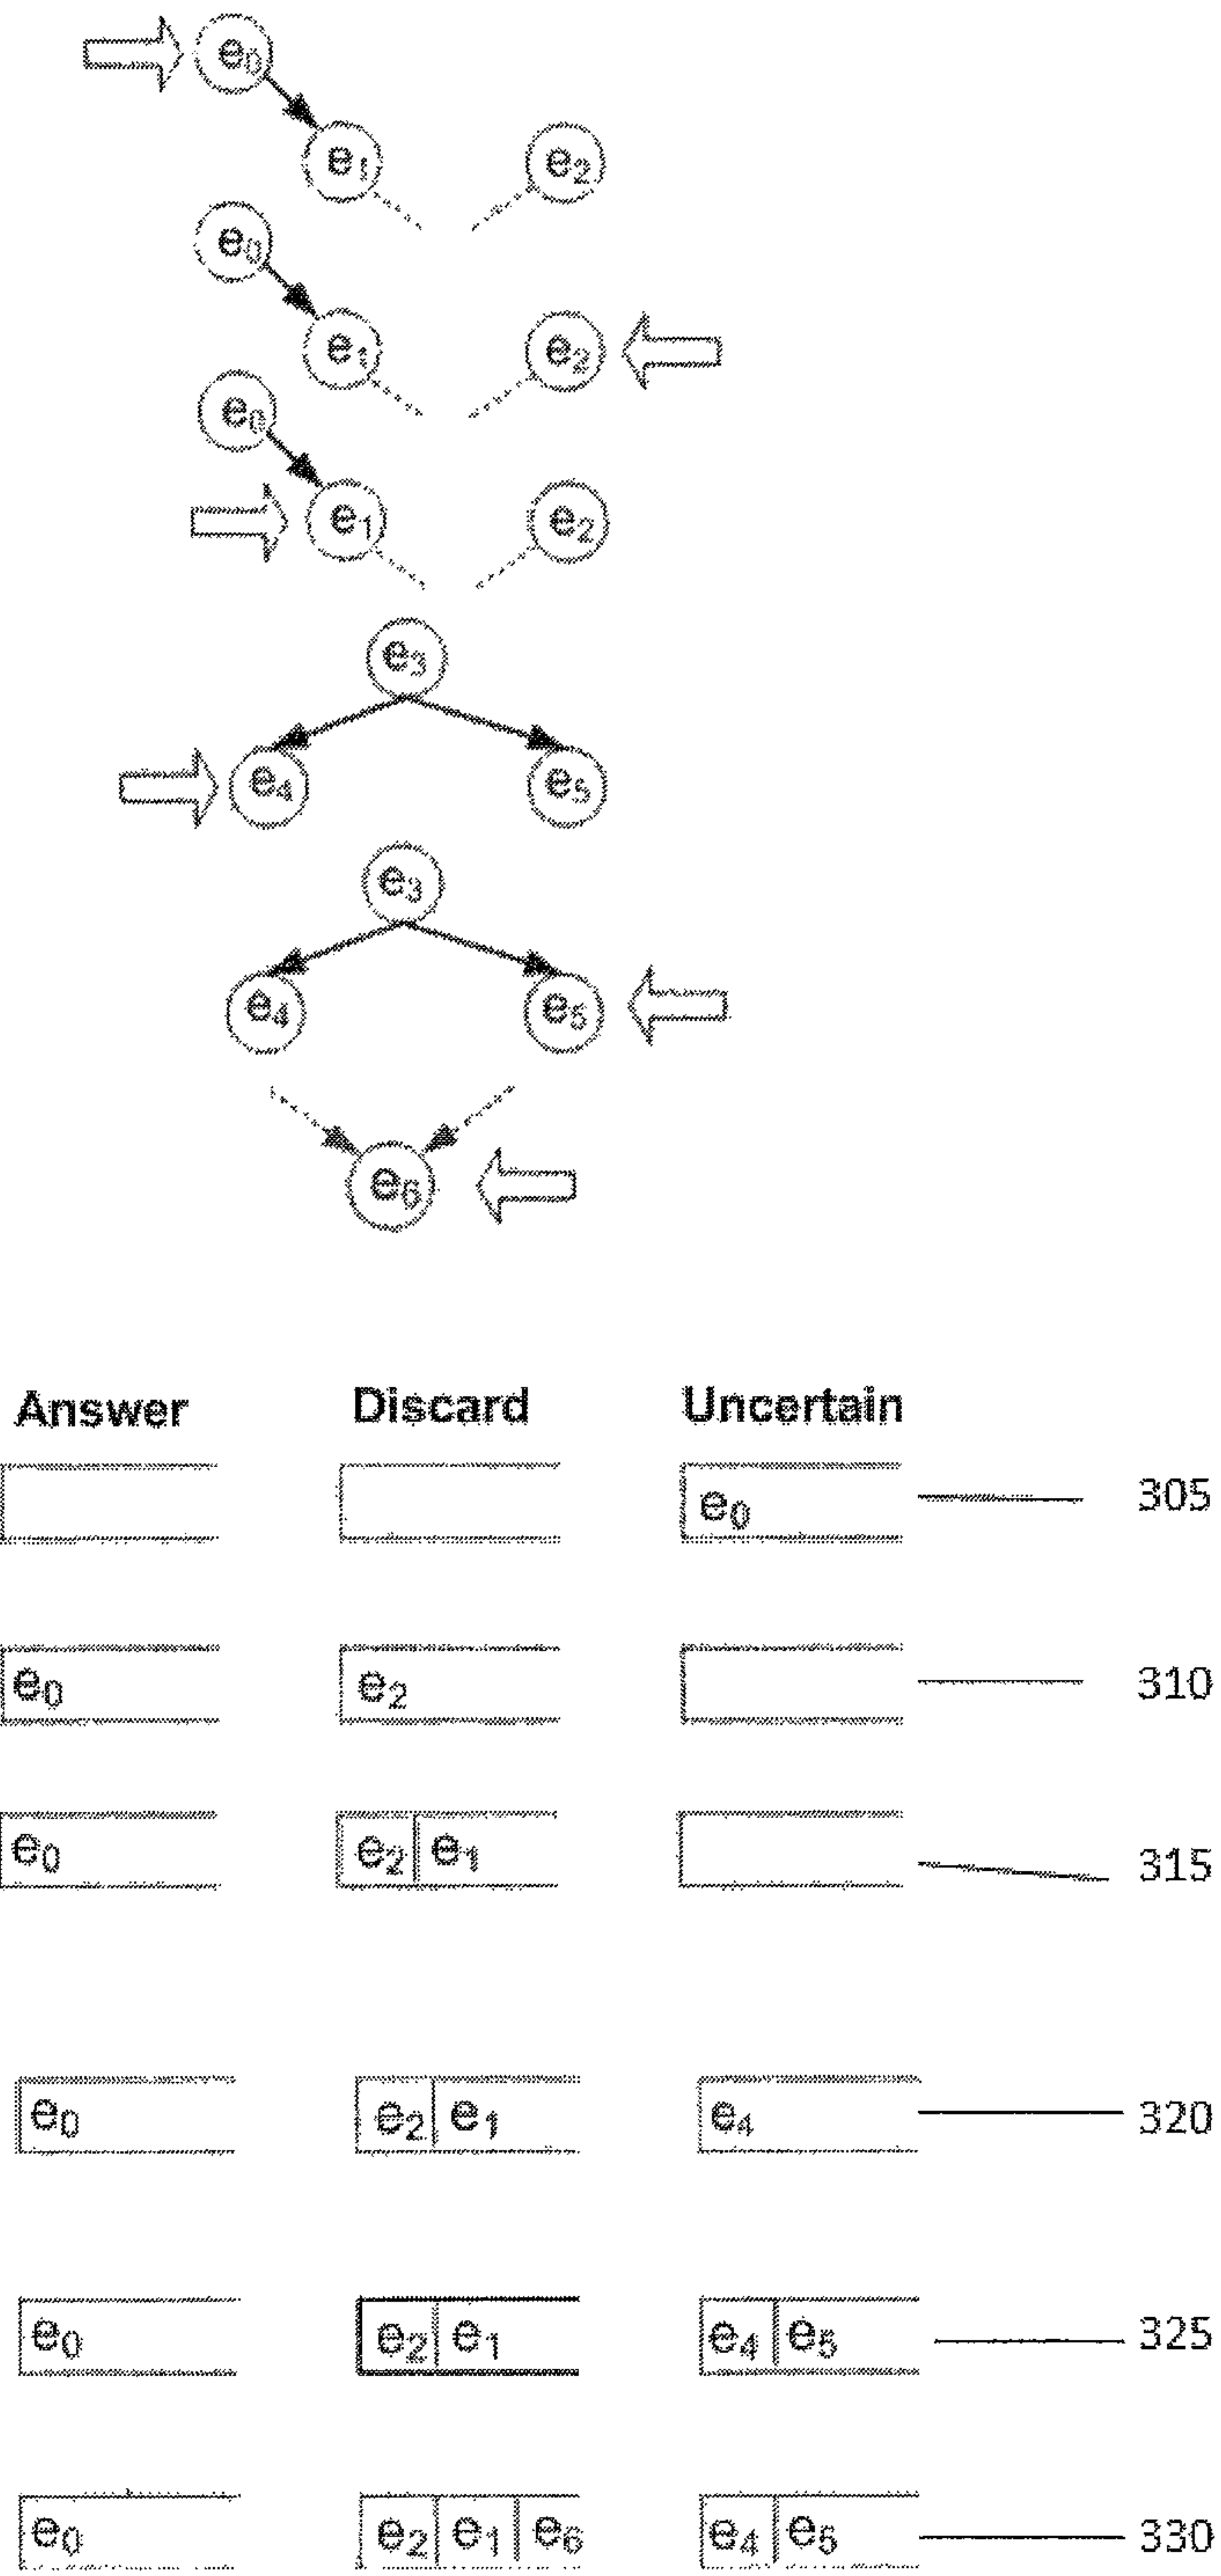 e₀
e₁ e₂
e₀
e₁ e₂
e₀
e₁ e₂
e₃
e₄ e₅
e₃
e₄ e₅
e₆
Answer Discard Uncertain
e₀ 305
e₀ e₂ 310
e₀ e₂ e₁ 315
e₀ e₂ e₁ e₄ 320
e₀ e₂ e₁ e₄ e₅ 325
e₀ e₂ e₁ e₆ e₄ e₅ 330